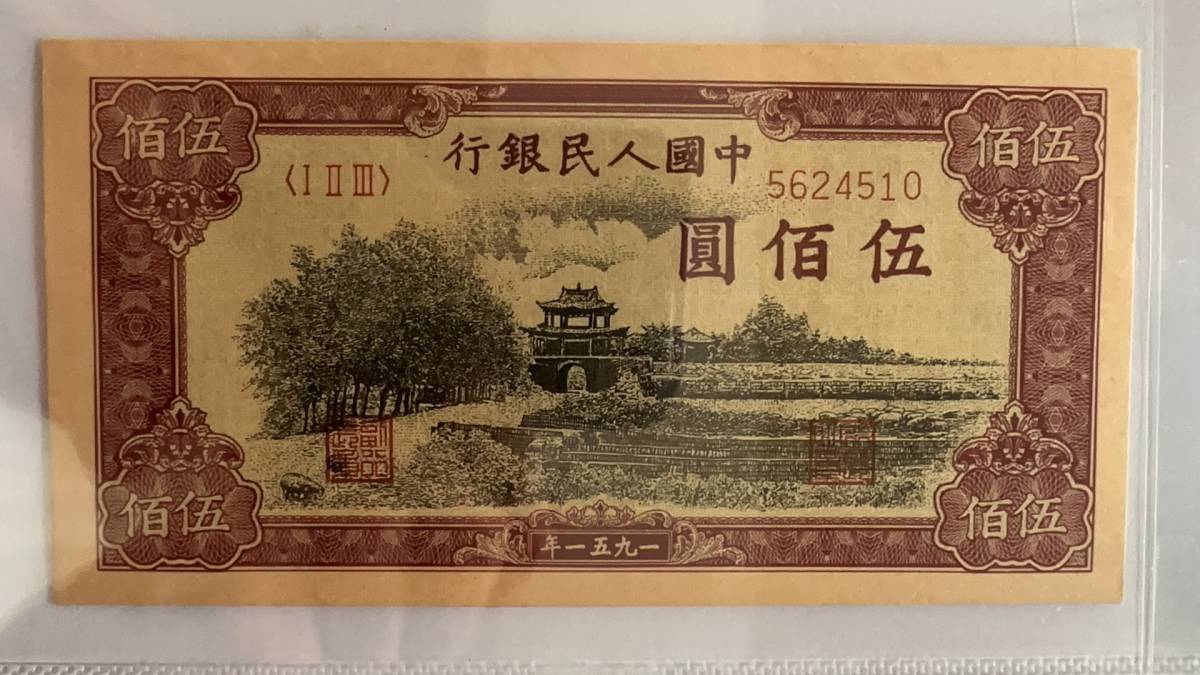 伍佰
伍佰
中國人民銀行
〈I II III〉
5624510
伍佰圓
伍佰
伍佰
一九五一年